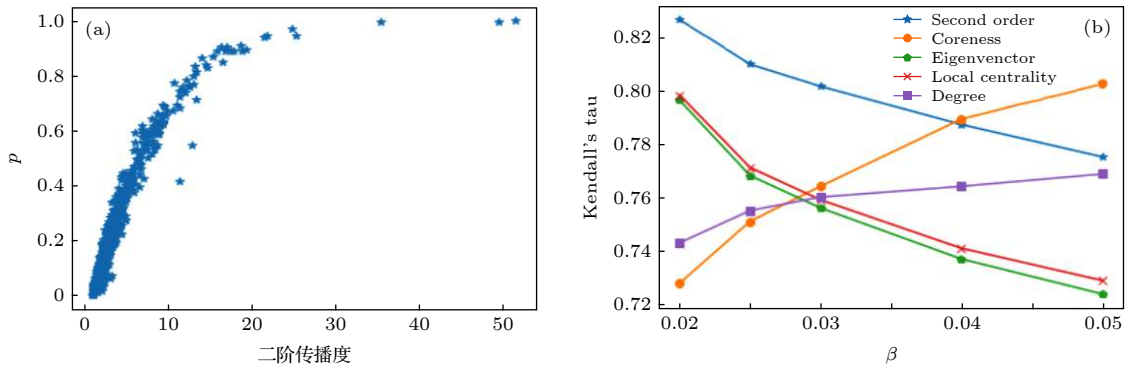 (a)
1.0
0.8
0.6
0.4
0.2
0
p
0 10 20 30 40 50
二阶传播度
(b)
Second order
Coreness
Eigenvenctor
Local centrality
Degree
0.82
0.80
0.78
0.76
0.74
0.72
Kendall's tau
0.02 0.03 0.04 0.05
β